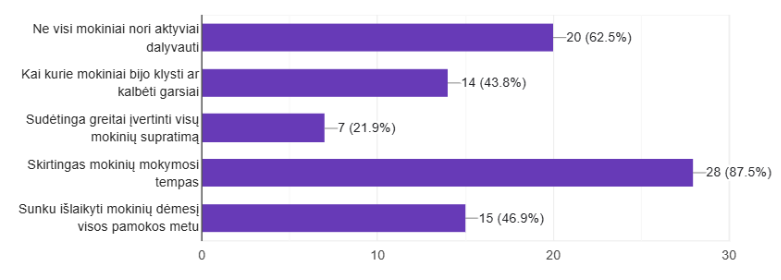 Ne visi mokiniai nori aktyviai
dalyvauti
20 (62.5%)
Kai kurie mokiniai bijo klysti ar
kalbėti garsiai
14 (43.8%)
Sudėtinga greitai įvertinti visų
mokinių supratimą
7 (21.9%)
Skirtingas mokinių mokymosi
tempas
28 (87.5%)
Sunku išlaikyti mokinių dėmesį
visos pamokos metu
15 (46.9%)
0
10
20
30